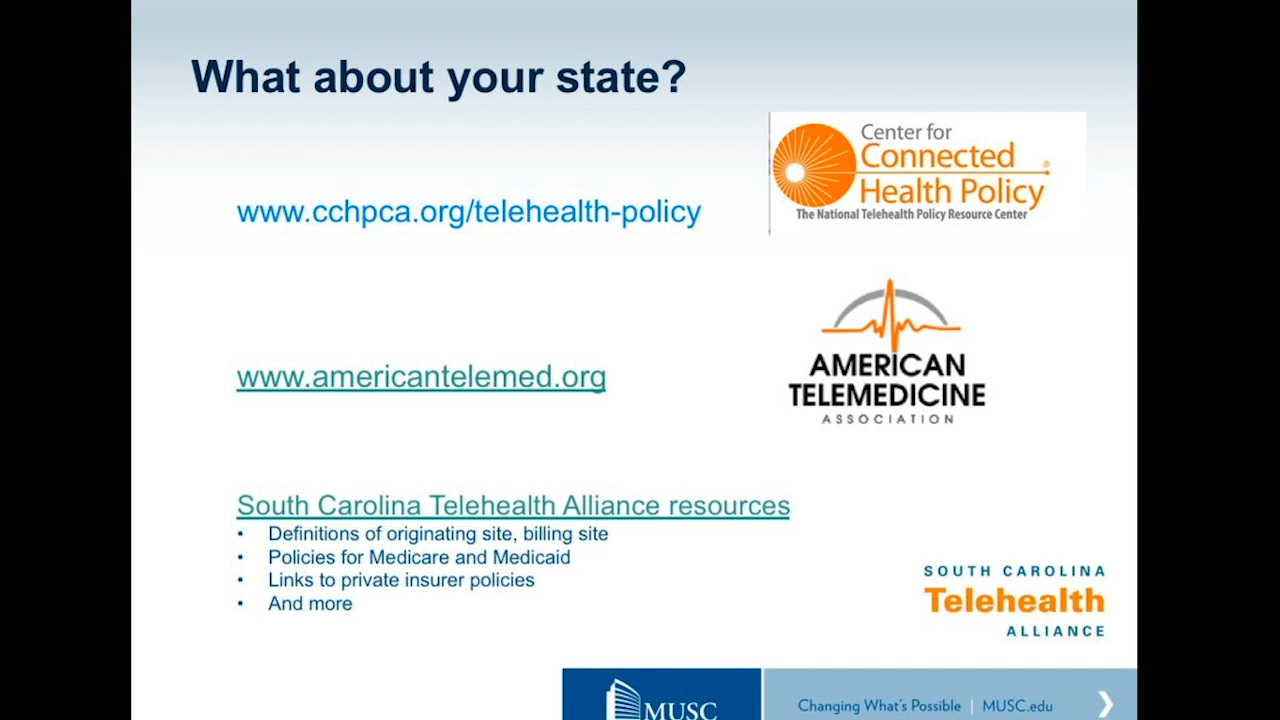 What about your state?
Center for
Connected
Health Policy
®
The National Telehealth Policy Resource Center
www.cchpca.org/telehealth-policy
www.americantelemed.org
AMERICAN
TELEMEDICINE
ASSOCIATION
South Carolina Telehealth Alliance resources
• Definitions of originating site, billing site
• Policies for Medicare and Medicaid
• Links to private insurer policies
• And more
SOUTH CAROLINA
Telehealth
ALLIANCE
MUSC
Changing What's Possible | MUSC.edu